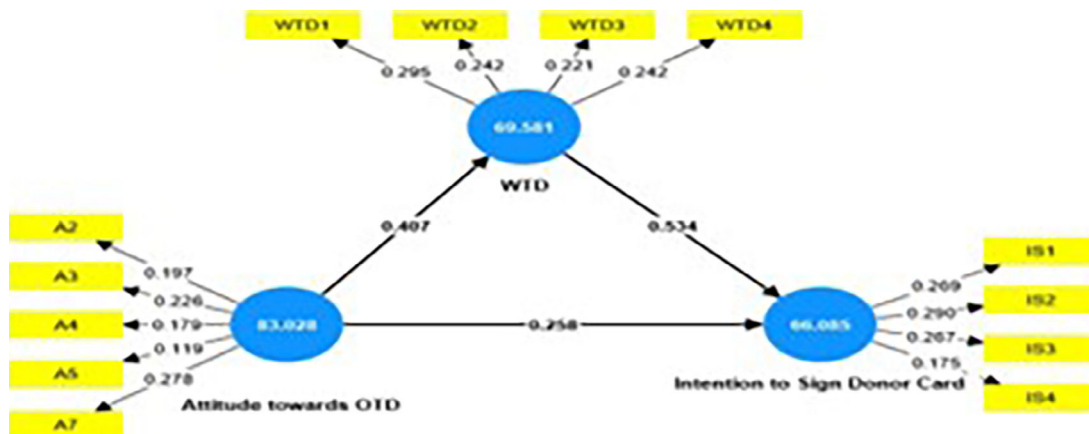 WTD1 WTD2 WTD3 WTD4
0.295 0.242 0.221 0.242
69.581
WTD
A2
A3
A4
A5
A7
0.197
0.226
0.179
0.119
0.278
0.407
0.534
83.028
0.258
66.085
Attitude towards OTD
Intention to Sign Donor Card
0.269
0.290
0.267
0.175
IS1
IS2
IS3
IS4